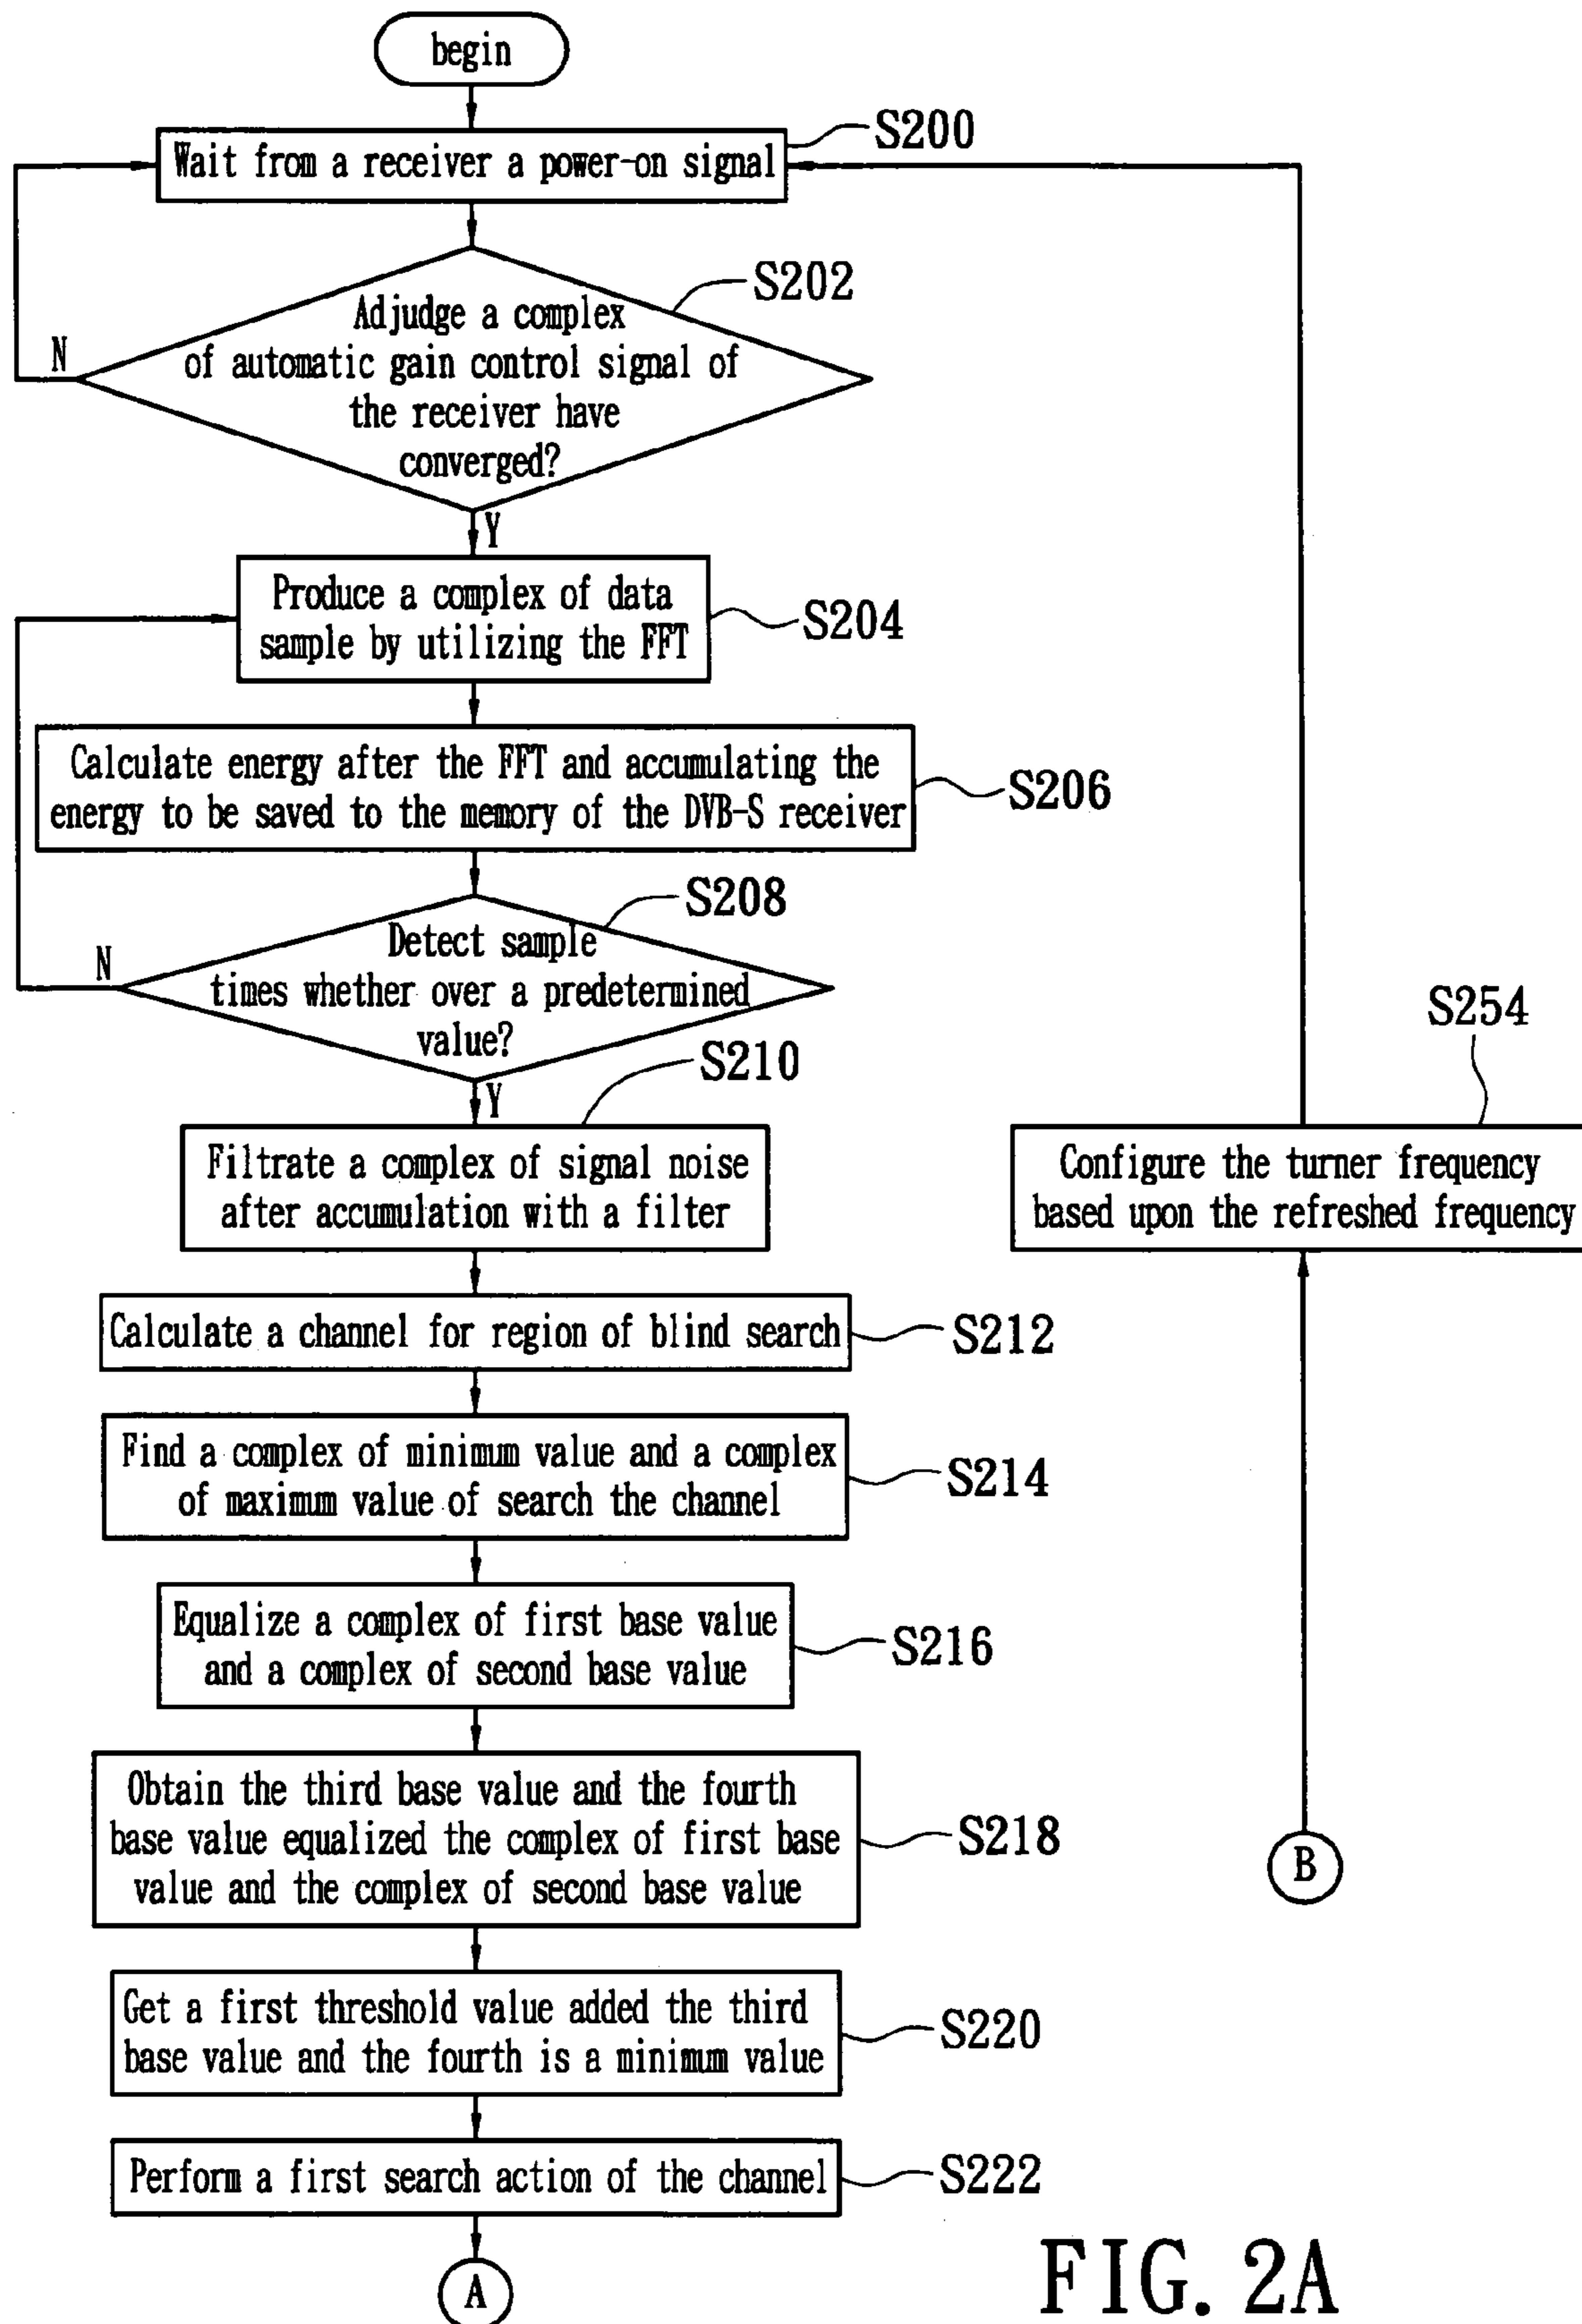 begin
S200
Wait from a receiver a power-on signal
S202
Adjudge a complex
of automatic gain control signal of
the receiver have
converged?
N
Y
Produce a complex of data
sample by utilizing the FFT
S204
Calculate energy after the FFT and accumulating the
energy to be saved to the memory of the DVB-S receiver
S206
S208
Detect sample
times whether over a predetermined
value?
N
Y
S210
Filtrate a complex of signal noise
after accumulation with a filter
S254
Configure the turner frequency
based upon the refreshed frequency
Calculate a channel for region of blind search
S212
Find a complex of minimum value and a complex
of maximum value of search the channel
S214
Equalize a complex of first base value
and a complex of second base value
S216
Obtain the third base value and the fourth
base value equalized the complex of first base
value and the complex of second base value
S218
B
Get a first threshold value added the third
base value and the fourth is a minimum value
S220
Perform a first search action of the channel
S222
A
FIG. 2A